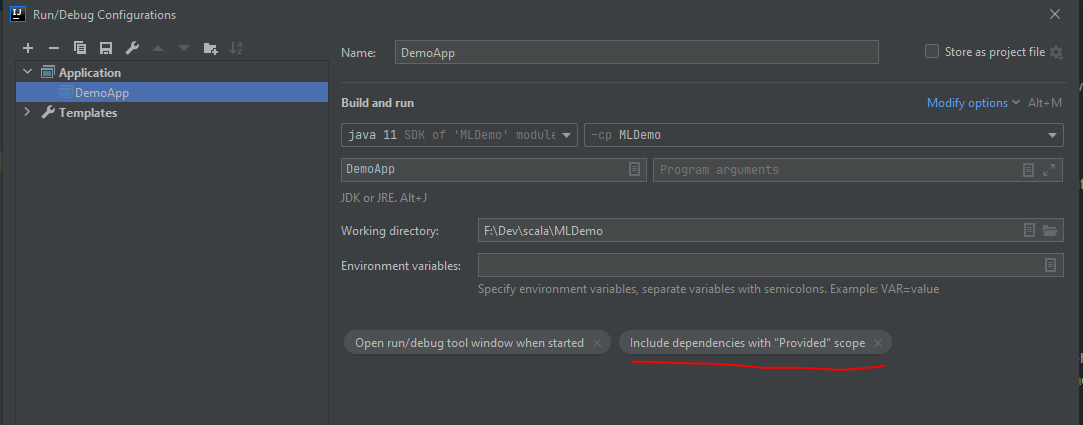 IJ Run/Debug Configurations
Application
DemoApp
Templates
Name: DemoApp Store as project file
Build and run Modify options Alt+M
java 11 SDK of 'MLDemo' module -cp MLDemo
DemoApp Program arguments
JDK or JRE. Alt+J
Working directory: F:\Dev\scala\MLDemo
Environment variables:
Specify environment variables, separate variables with semicolons. Example: VAR=value
Open run/debug tool window when started × Include dependencies with "Provided" scope ×